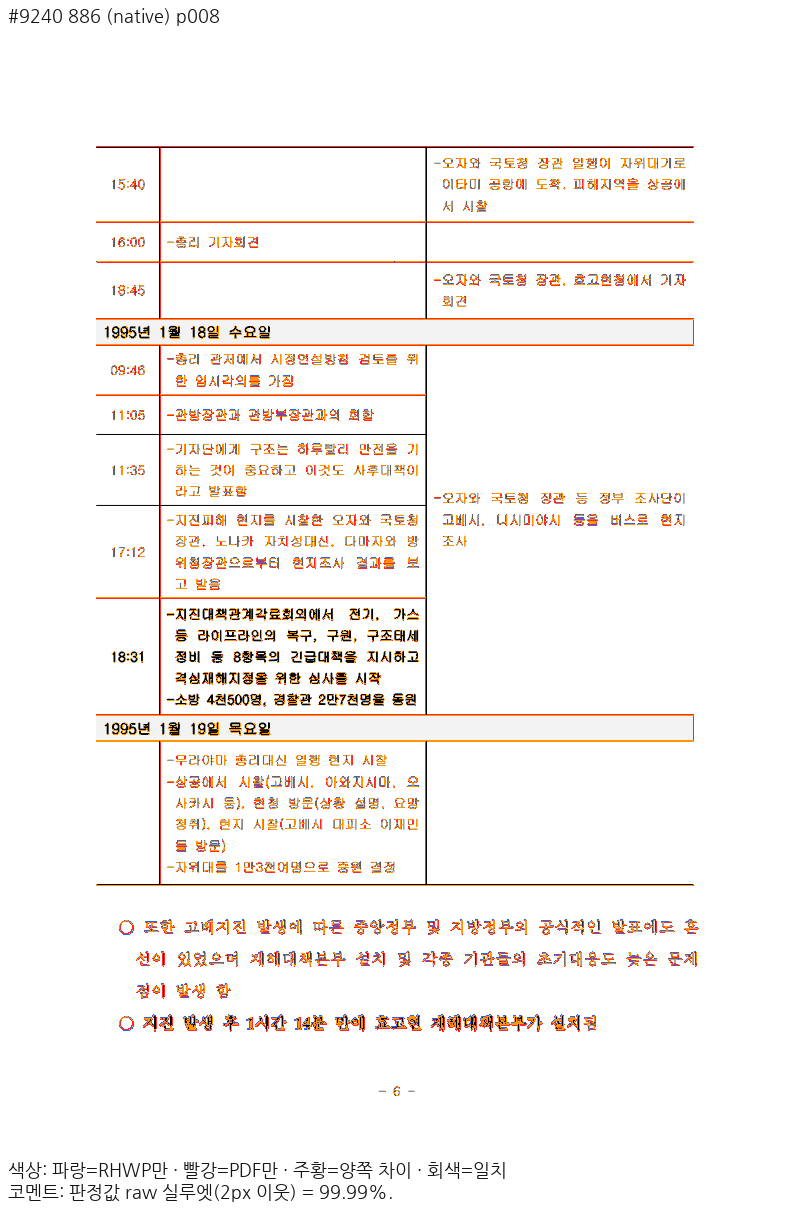 #9240 886 (native) p008
15:40
-오자와 국토청 장관 일행이 자위대기로
이타미 공항에 도착, 피해지역을 상공에
서 시찰
16:00
-총리 기자회견
18:45
-오자와 국토청 장관, 효고현청에서 기자
회견
1995년 1월 18일 수요일
09:46
-총리 관저에서 시정연설방침 검토를 위
한 임시각의를 가짐
11:05
-관방장관과 관방부장관과의 회합
11:35
-기자단에게 구조는 하루빨리 만전을 기
하는 것이 중요하고 이것도 사후대책이
라고 발표함
-오자와 국토청 장관 등 정부 조사단이
고베시, 니시미야시 등을 버스로 현지
조사
17:12
-지진피해 현지를 시찰한 오자와 국토청
장관, 노나카 자치성대신, 다마자와 방
위청장관으로부터 현지조사 결과를 보
고 받음
18:31
-지진대책관계각료회의에서 전기, 가스
등 라이프라인의 복구, 구원, 구조태세
정비 등 8항목의 긴급대책을 지시하고
격심재해지정을 위한 심사를 시작
-소방 4천500명, 경찰관 2만7천명을 동원
1995년 1월 19일 목요일
-무라야마 총리대신 일행 현지 시찰
-상공에서 시찰(고베시, 아와지시마, 오
사카시 등), 현청 방문(상황 설명, 요망
청취), 현지 시찰(고베시 대피소 이재민
들 방문)
-자위대를 1만3천여명으로 증원 결정
○ 또한 고베지진 발생에 따른 중앙정부 및 지방정부의 공식적인 발표에도 혼
선이 있었으며 재해대책본부 설치 및 각종 기관들의 초기대응도 늦은 문제
점이 발생 함
○ 지진 발생 후 1시간 14분 만에 효고현 재해대책본부가 설치됨
- 6 -
색상: 파랑=RHWP만 · 빨강=PDF만 · 주황=양쪽 차이 · 회색=일치
코멘트: 판정값 raw 실루엣(2px 이웃) = 99.99%.